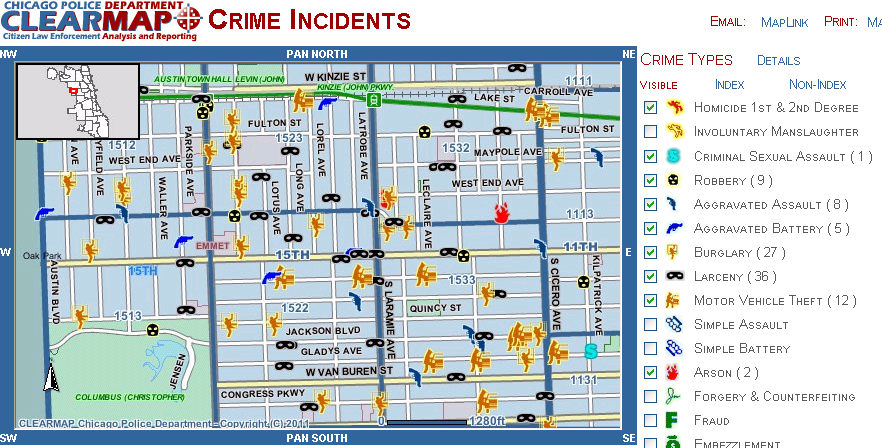 CHICAGO POLICE DEPARTMENT
CLEARMAP
Citizen Law Enforcement Analysis and Reporting
CRIME INCIDENTS
EMAIL: MAPLINK PRINT: MA
NW PAN NORTH NE
CRIME TYPES DETAILS
VISIBLE INDEX NON-INDEX
HOMICIDE 1ST & 2ND DEGREE
INVOLUNTARY MANSLAUGHTER
CRIMINAL SEXUAL ASSAULT ( 1 )
ROBBERY ( 9 )
AGGRAVATED ASSAULT ( 8 )
AGGRAVATED BATTERY ( 5 )
BURGLARY ( 27 )
LARCENY ( 36 )
MOTOR VEHICLE THEFT ( 12 )
SIMPLE ASSAULT
SIMPLE BATTERY
ARSON ( 2 )
FORGERY & COUNTERFEITING
FRAUD
EMBEZZLEMENT
AUSTIN TOWN HALL LEVIN (JOHN)
W KINZIE ST
KINZIE (JOHN) PKWY.
1111
CARROLL AVE
LAKE ST
FULTON ST
FULTON ST
1512
1523
1532
WEST END AVE
MAYPOLE AVE
WEST END AVE
PARKSIDE AVE
LOREL AVE
LATROBE AVE
LONG AVE
LOTUS AVE
WALLER AVE
LECLAIRE AVE
1113
EMMET
Oak Park
15TH
15TH
11TH
W
E
AUSTIN BLVD
S LARAMIE AVE
S CICERO AVE
KILPATRICK AVE
1533
1522
1513
QUINCY ST
JACKSON BLVD
GLADYS AVE
W VAN BUREN ST
1131
JENSEN
COLUMBUS (CHRISTOPHER)
CONGRESS PKWY
CLEARMAP Chicago Police Department - Copyright (C) 2011
0 1280ft
SW PAN SOUTH SE